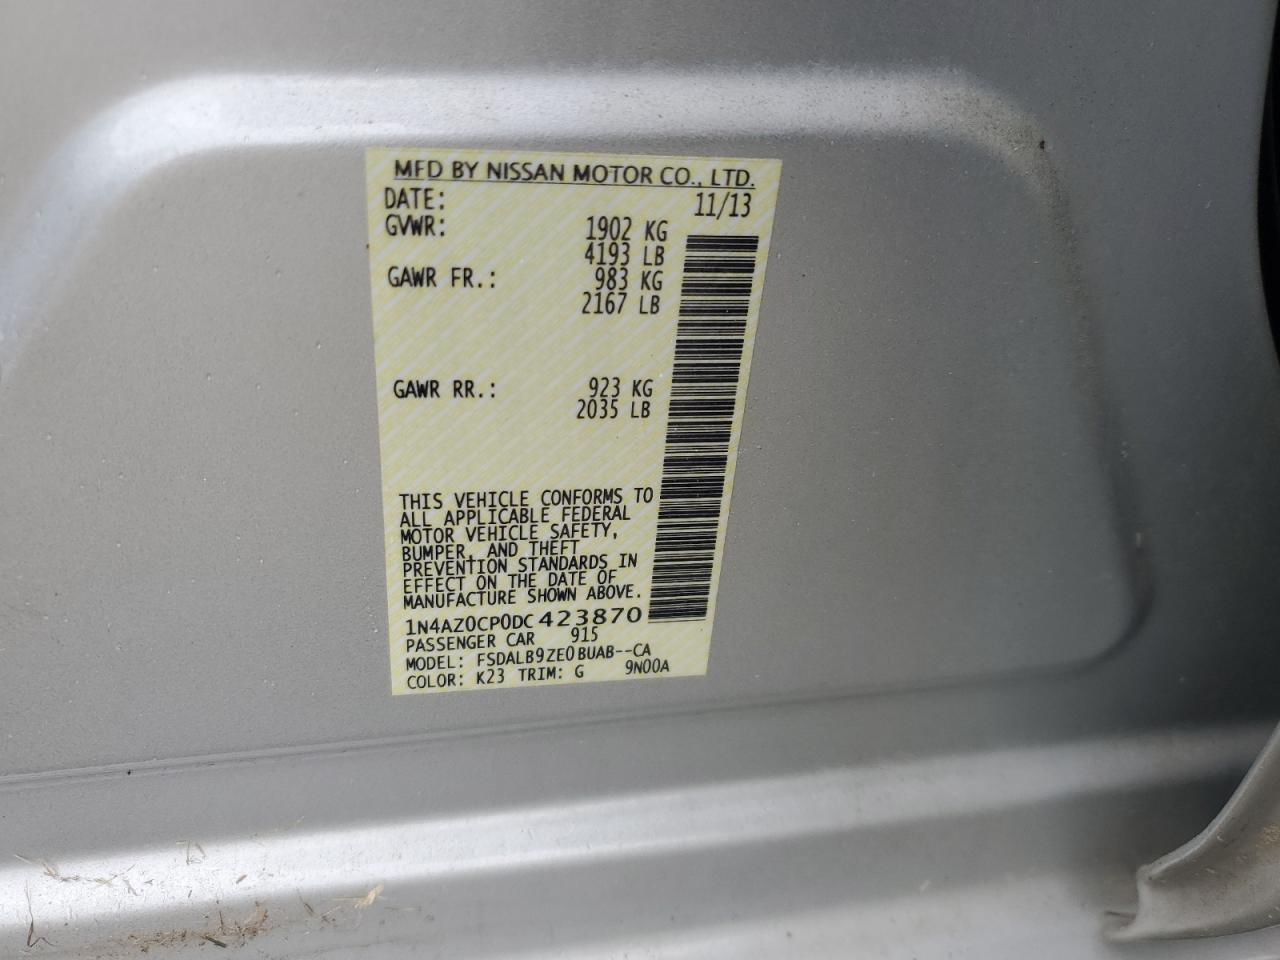 MFD BY NISSAN MOTOR CO., LTD.
DATE: 11/13
GVWR: 1902 KG
4193 LB
GAWR FR.: 983 KG
2167 LB
GAWR RR.: 923 KG
2035 LB
THIS VEHICLE CONFORMS TO
ALL APPLICABLE FEDERAL
MOTOR VEHICLE SAFETY,
BUMPER, AND THEFT
PREVENTION STANDARDS IN
EFFECT ON THE DATE OF
MANUFACTURE SHOWN ABOVE.
1N4AZ0CP0DC423870
PASSENGER CAR 915
MODEL: FSDALB9ZE0BUAB--CA
COLOR: K23 TRIM: G 9N00A